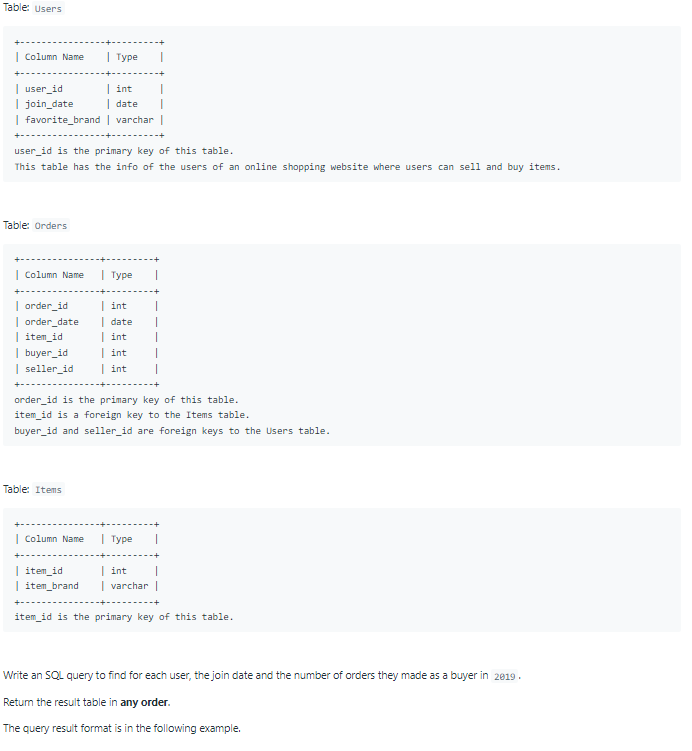 Table: Users
+----------------+---------+
| Column Name    | Type    |
+----------------+---------+
| user_id        | int     |
| join_date      | date    |
| favorite_brand | varchar |
+----------------+---------+
user_id is the primary key of this table.
This table has the info of the users of an online shopping website where users can sell and buy items.
Table: Orders
+---------------+---------+
| Column Name   | Type    |
+---------------+---------+
| order_id      | int     |
| order_date    | date    |
| item_id       | int     |
| buyer_id      | int     |
| seller_id     | int     |
+---------------+---------+
order_id is the primary key of this table.
item_id is a foreign key to the Items table.
buyer_id and seller_id are foreign keys to the Users table.
Table: Items
+---------------+---------+
| Column Name   | Type    |
+---------------+---------+
| item_id       | int     |
| item_brand    | varchar |
+---------------+---------+
item_id is the primary key of this table.
Write an SQL query to find for each user, the join date and the number of orders they made as a buyer in 2019.
Return the result table in any order.
The query result format is in the following example.